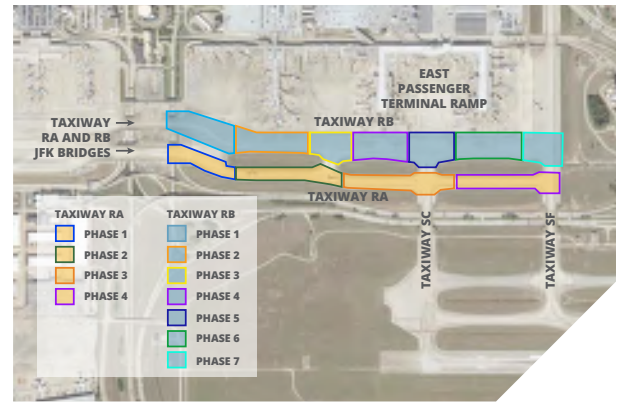 EAST
PASSENGER
TERMINAL RAMP
TAXIWAY RB
TAXIWAY
RA AND RB
JFK BRIDGES
TAXIWAY RA
TAXIWAY SC
TAXIWAY SF
TAXIWAY RA
PHASE 1
PHASE 2
PHASE 3
PHASE 4
TAXIWAY RB
PHASE 1
PHASE 2
PHASE 3
PHASE 4
PHASE 5
PHASE 6
PHASE 7